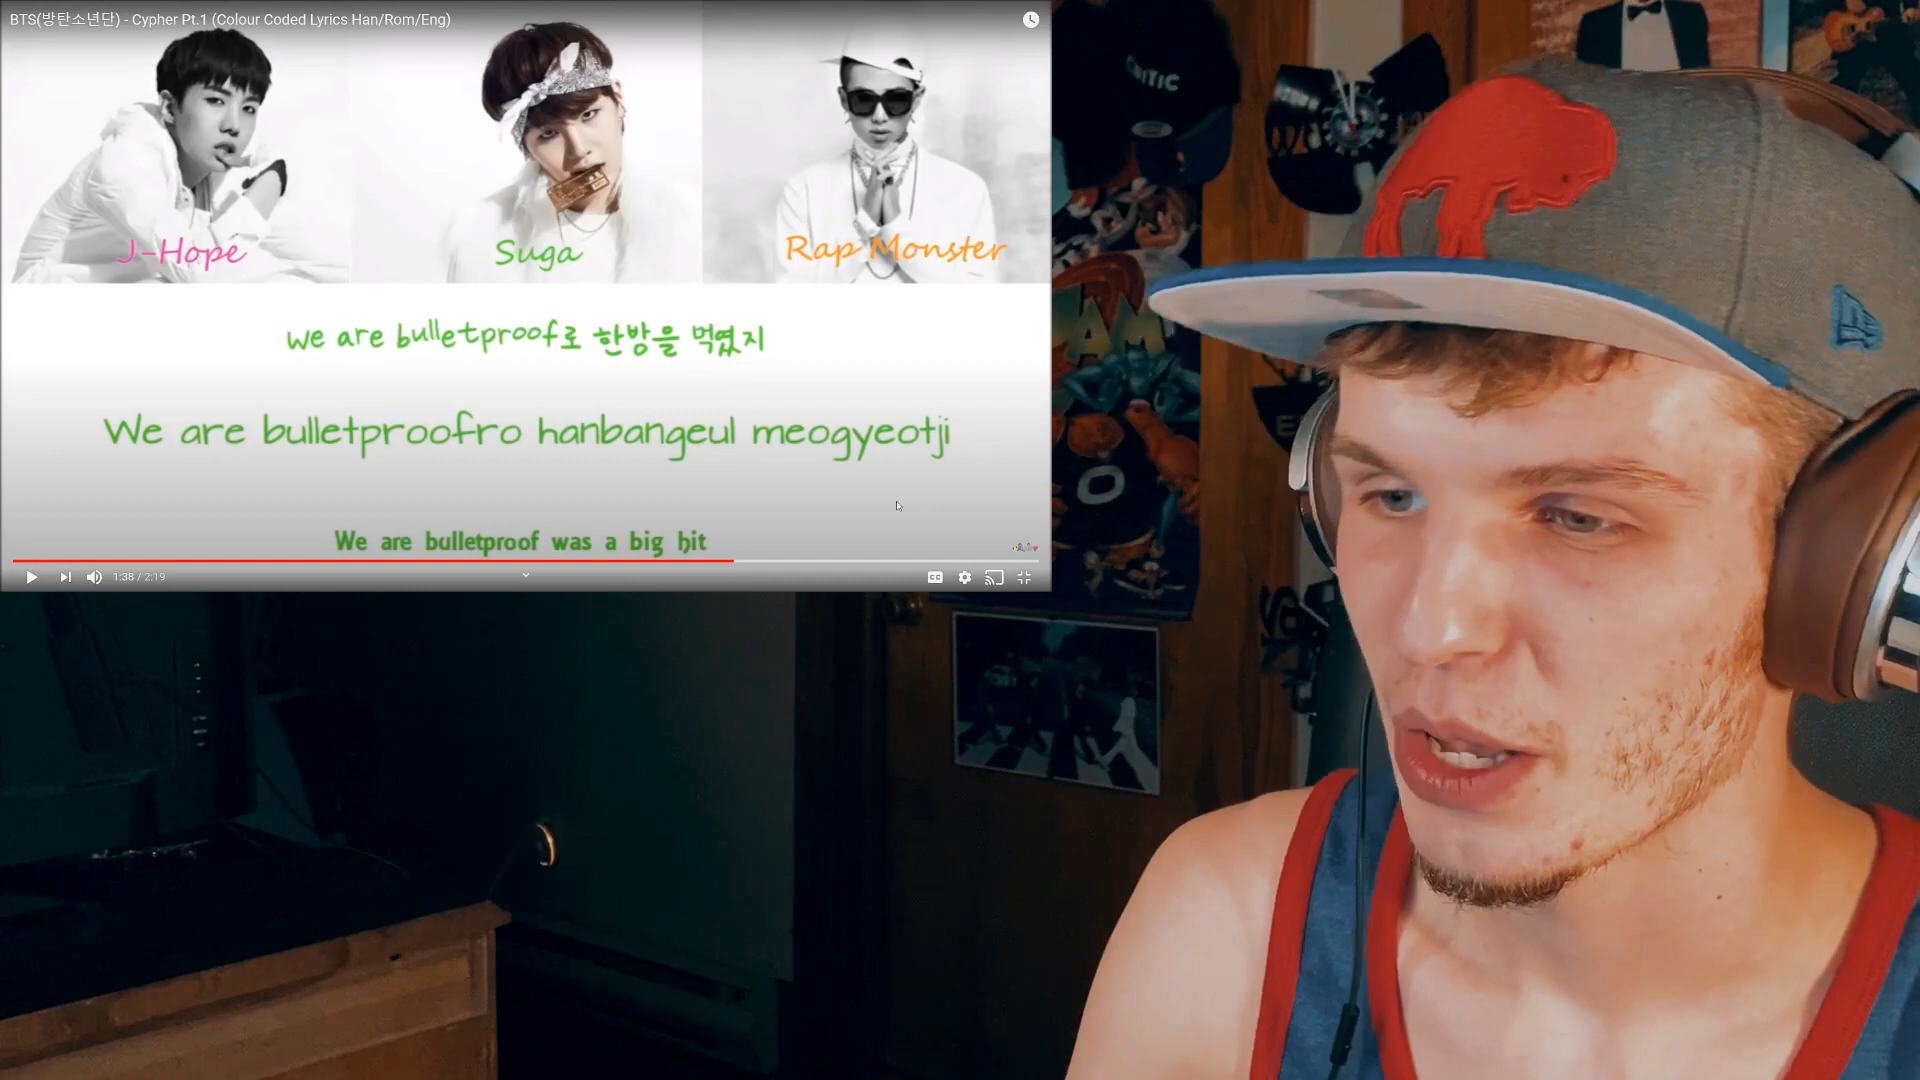 BTS(방탄소년단) - Cypher Pt.1 (Colour Coded Lyrics Han/Rom/Eng)
J-Hope
Suga
Rap Monster
we are bulletproof로 한방을 먹였지
We are bulletproofro hanbangeul meogyeotji
We are bulletproof was a big hit
1:38 / 2:19
CC
CRITIC
O